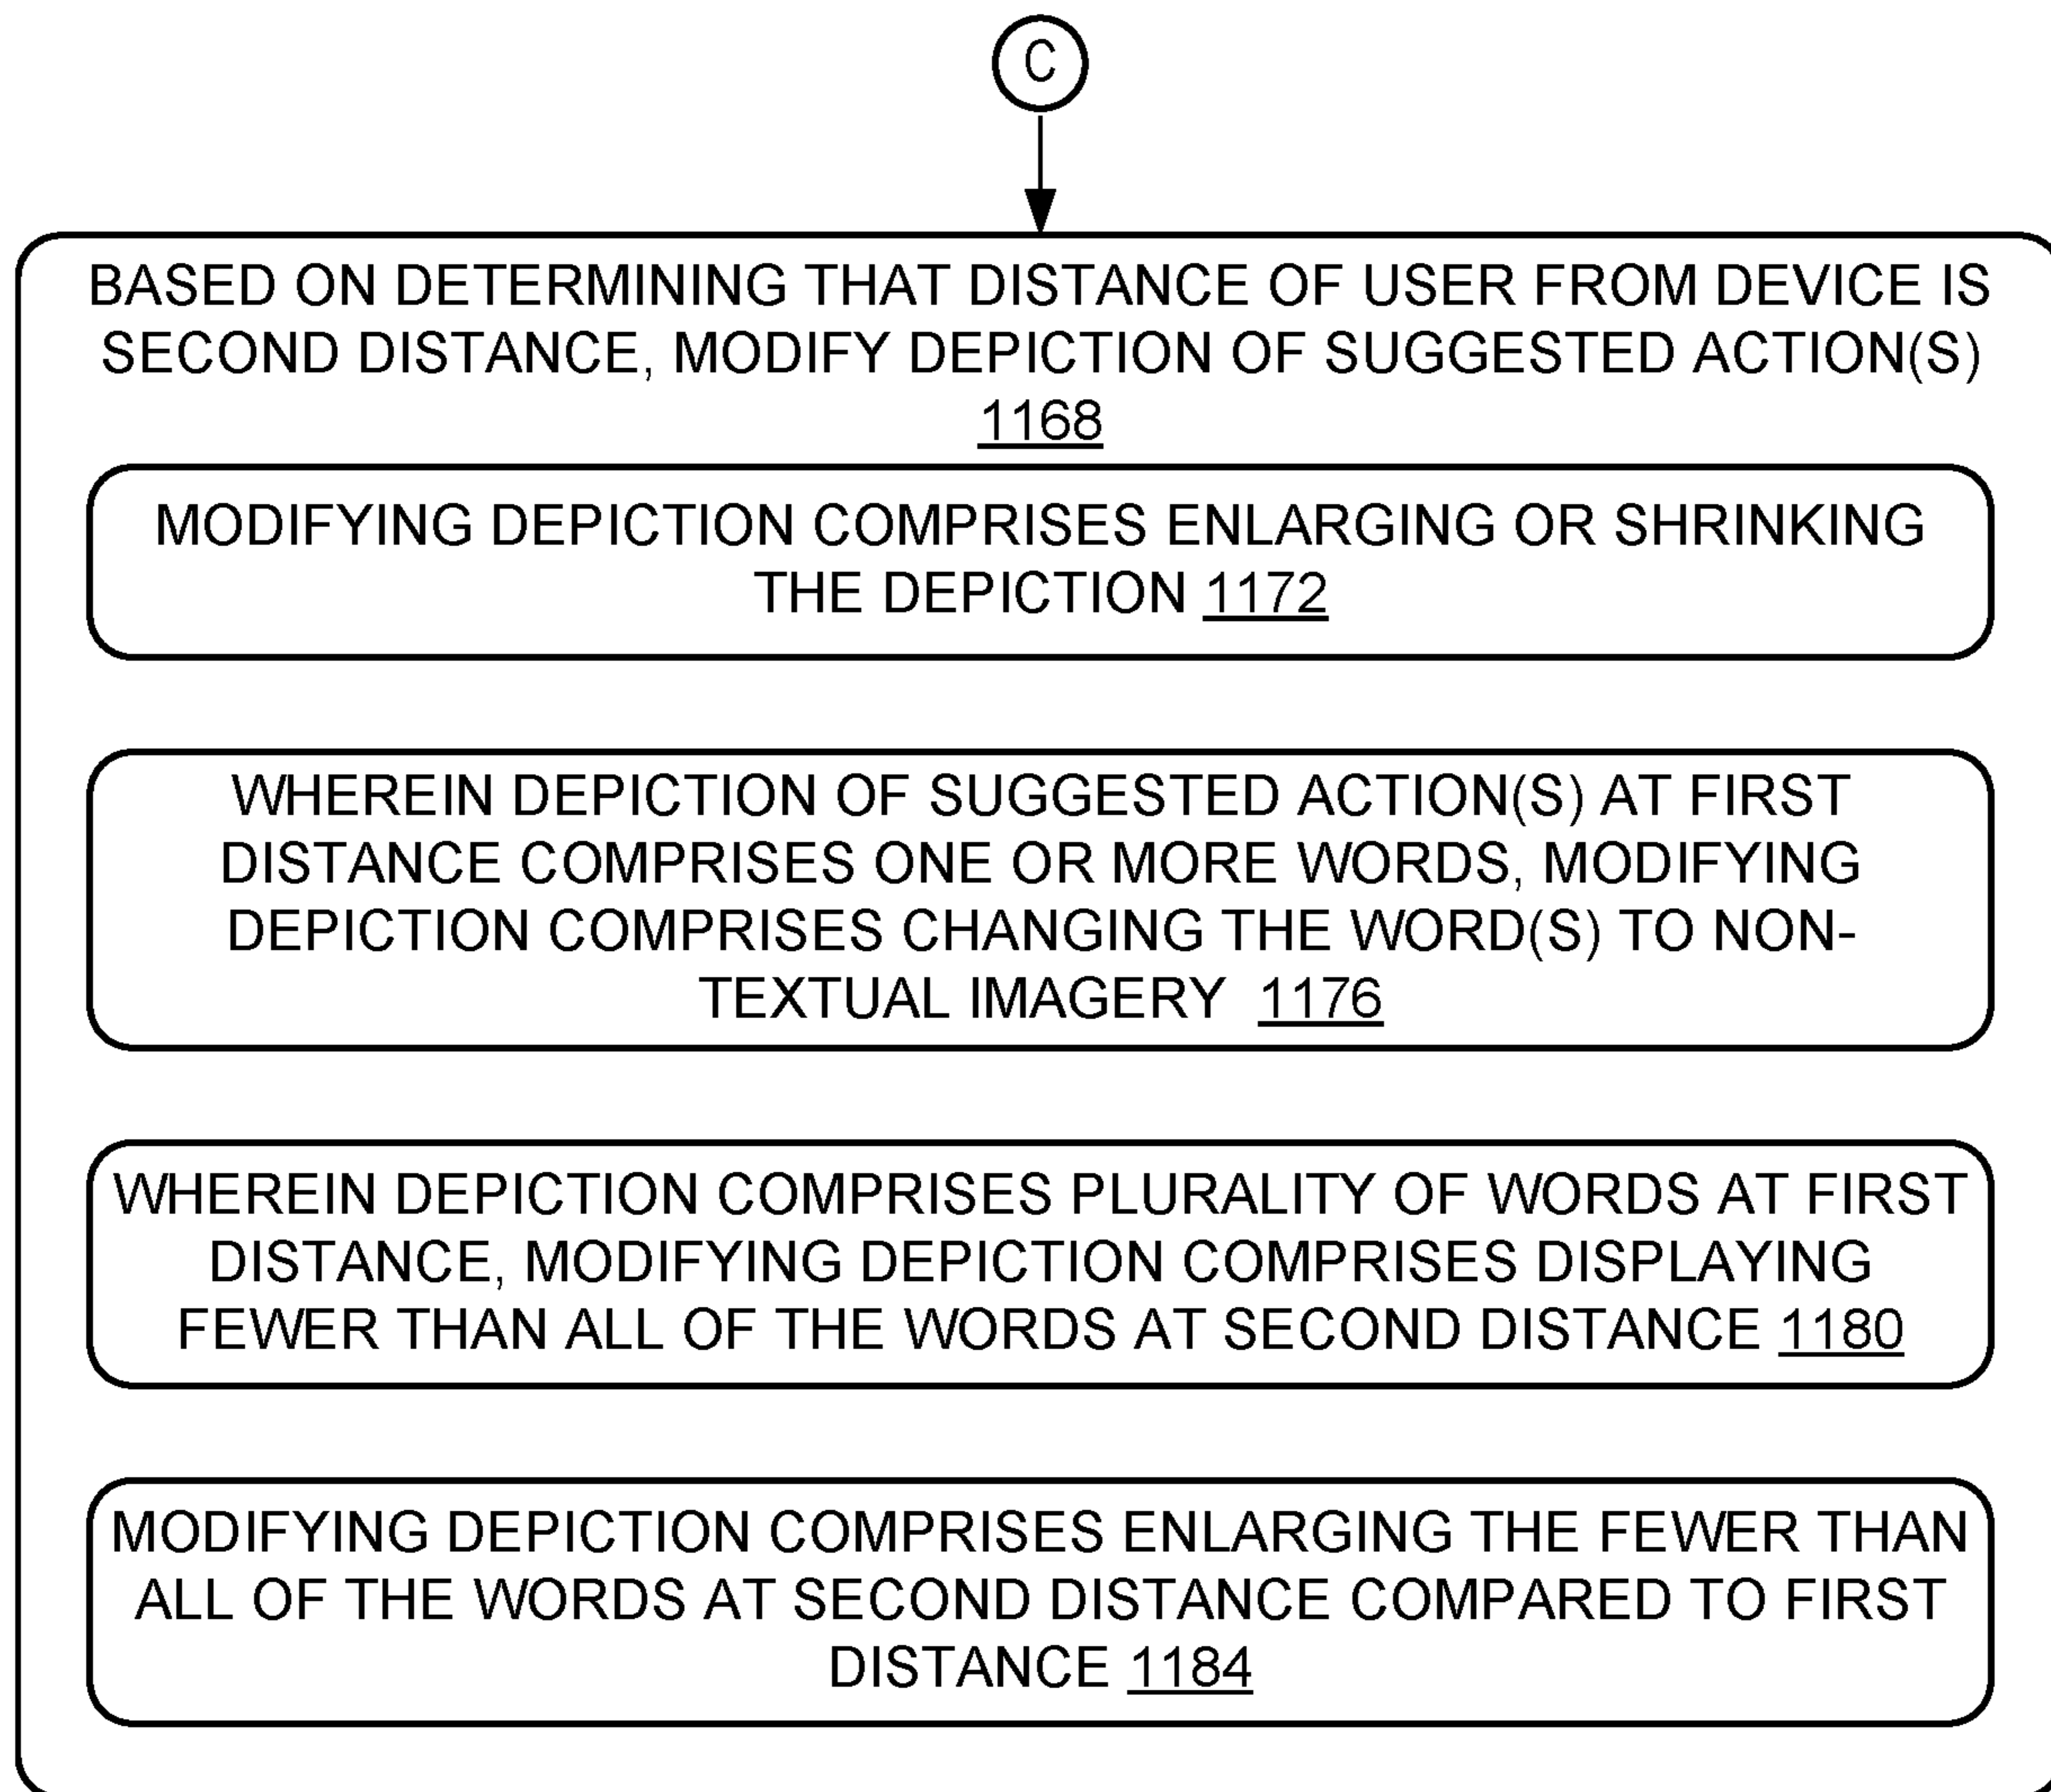 C
BASED ON DETERMINING THAT DISTANCE OF USER FROM DEVICE IS
SECOND DISTANCE, MODIFY DEPICTION OF SUGGESTED ACTION(S)
1168
MODIFYING DEPICTION COMPRISES ENLARGING OR SHRINKING
THE DEPICTION 1172
WHEREIN DEPICTION OF SUGGESTED ACTION(S) AT FIRST
DISTANCE COMPRISES ONE OR MORE WORDS, MODIFYING
DEPICTION COMPRISES CHANGING THE WORD(S) TO NON-
TEXTUAL IMAGERY 1176
WHEREIN DEPICTION COMPRISES PLURALITY OF WORDS AT FIRST
DISTANCE, MODIFYING DEPICTION COMPRISES DISPLAYING
FEWER THAN ALL OF THE WORDS AT SECOND DISTANCE 1180
MODIFYING DEPICTION COMPRISES ENLARGING THE FEWER THAN
ALL OF THE WORDS AT SECOND DISTANCE COMPARED TO FIRST
DISTANCE 1184